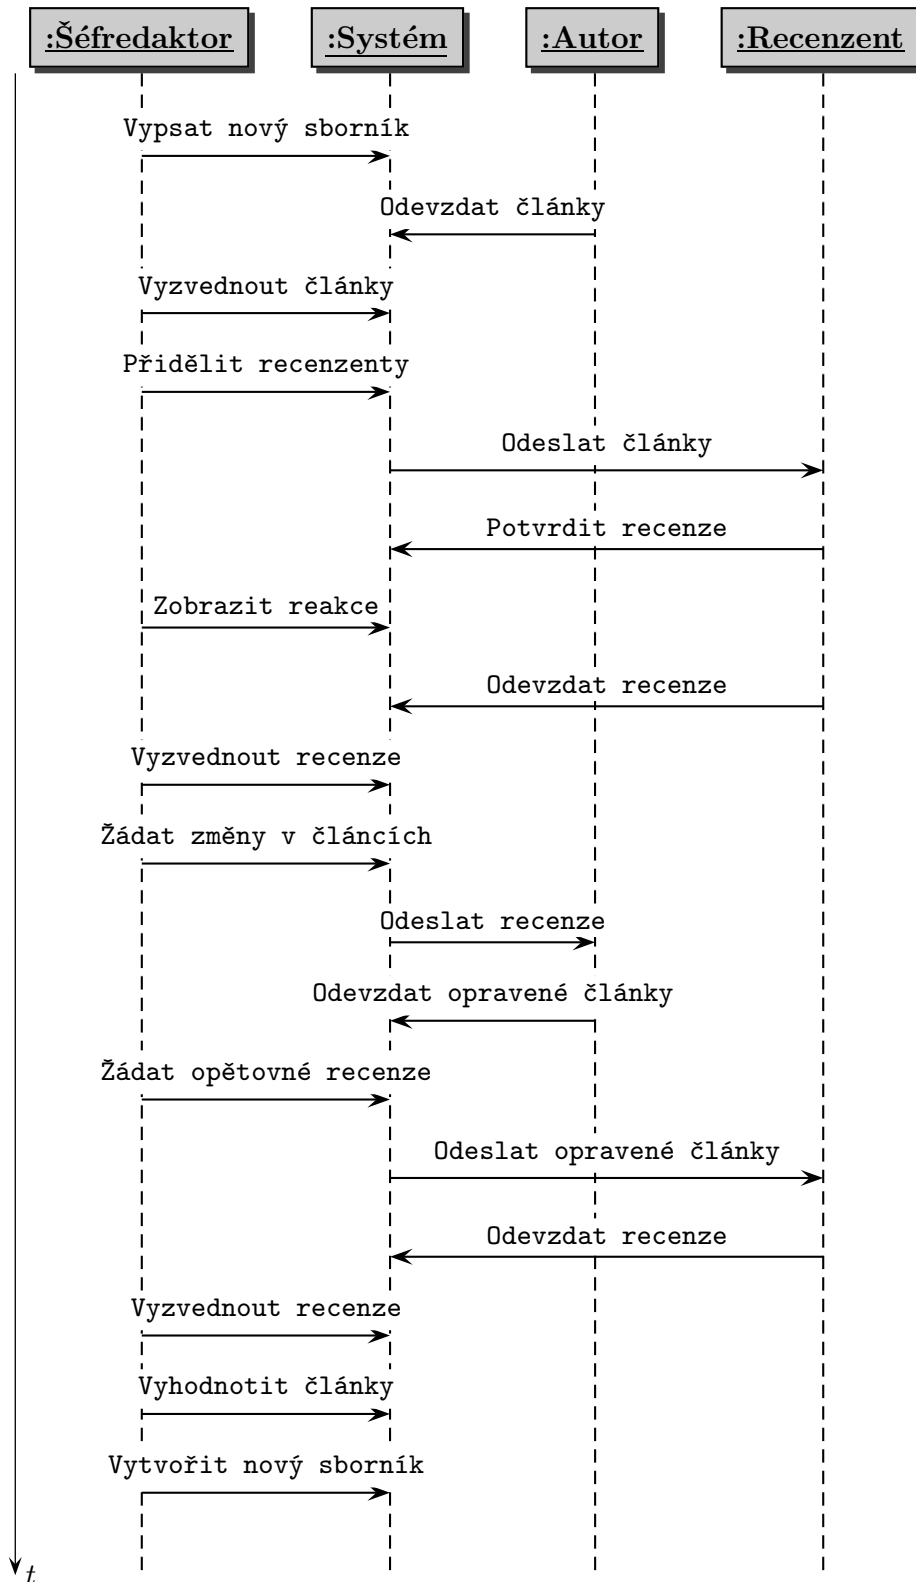 :Šéfredaktor :Systém :Autor :Recenzent
Vypsat nový sborník
Odevzdat články
Vyzvednout články
Přidělit recenzenty
Odeslat články
Potvrdit recenze
Zobrazit reakce
Odevzdat recenze
Vyzvednout recenze
Žádat změny v článcích
Odeslat recenze
Odevzdat opravené články
Žádat opětovné recenze
Odeslat opravené články
Odevzdat recenze
Vyzvednout recenze
Vyhodnotit články
Vytvořit nový sborník
t